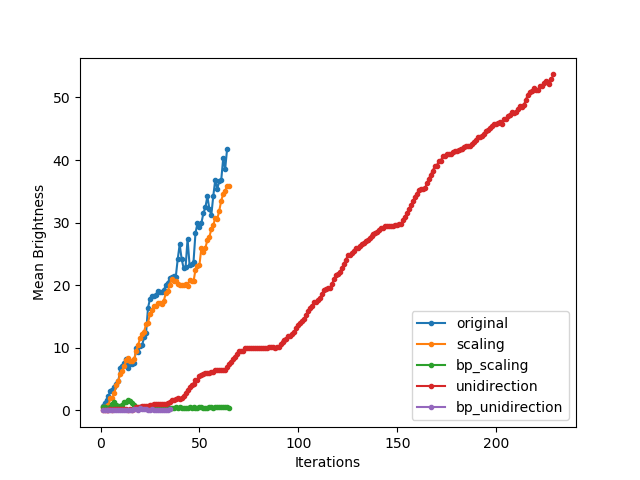 50
40
30
20
10
0
Mean Brightness
0 50 100 150 200
Iterations
original
scaling
bp_scaling
unidirection
bp_unidirection